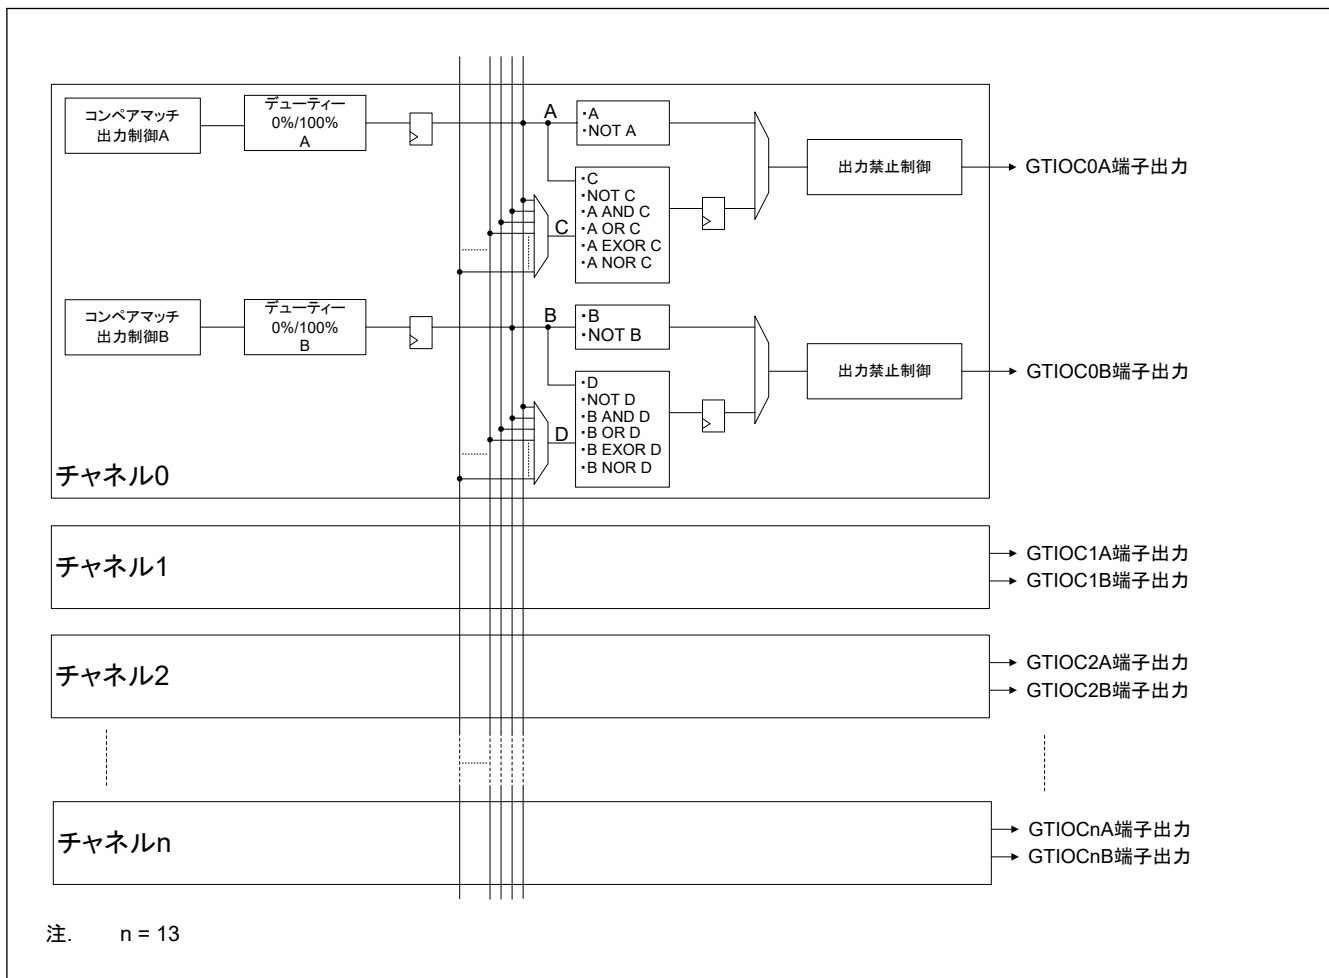 コンペアマッチ
出力制御A
デューティー
0%/100%
A
A
・A
・NOT A
出力禁止制御
GTIOC0A端子出力
C
・C
・NOT C
・A AND C
・A OR C
・A EXOR C
・A NOR C
コンペアマッチ
出力制御B
デューティー
0%/100%
B
B
・B
・NOT B
出力禁止制御
GTIOC0B端子出力
D
・D
・NOT D
・B AND D
・B OR D
・B EXOR D
・B NOR D
チャネル0
チャネル1
GTIOC1A端子出力
GTIOC1B端子出力
チャネル2
GTIOC2A端子出力
GTIOC2B端子出力
チャネルn
GTIOCnA端子出力
GTIOCnB端子出力
注. n = 13